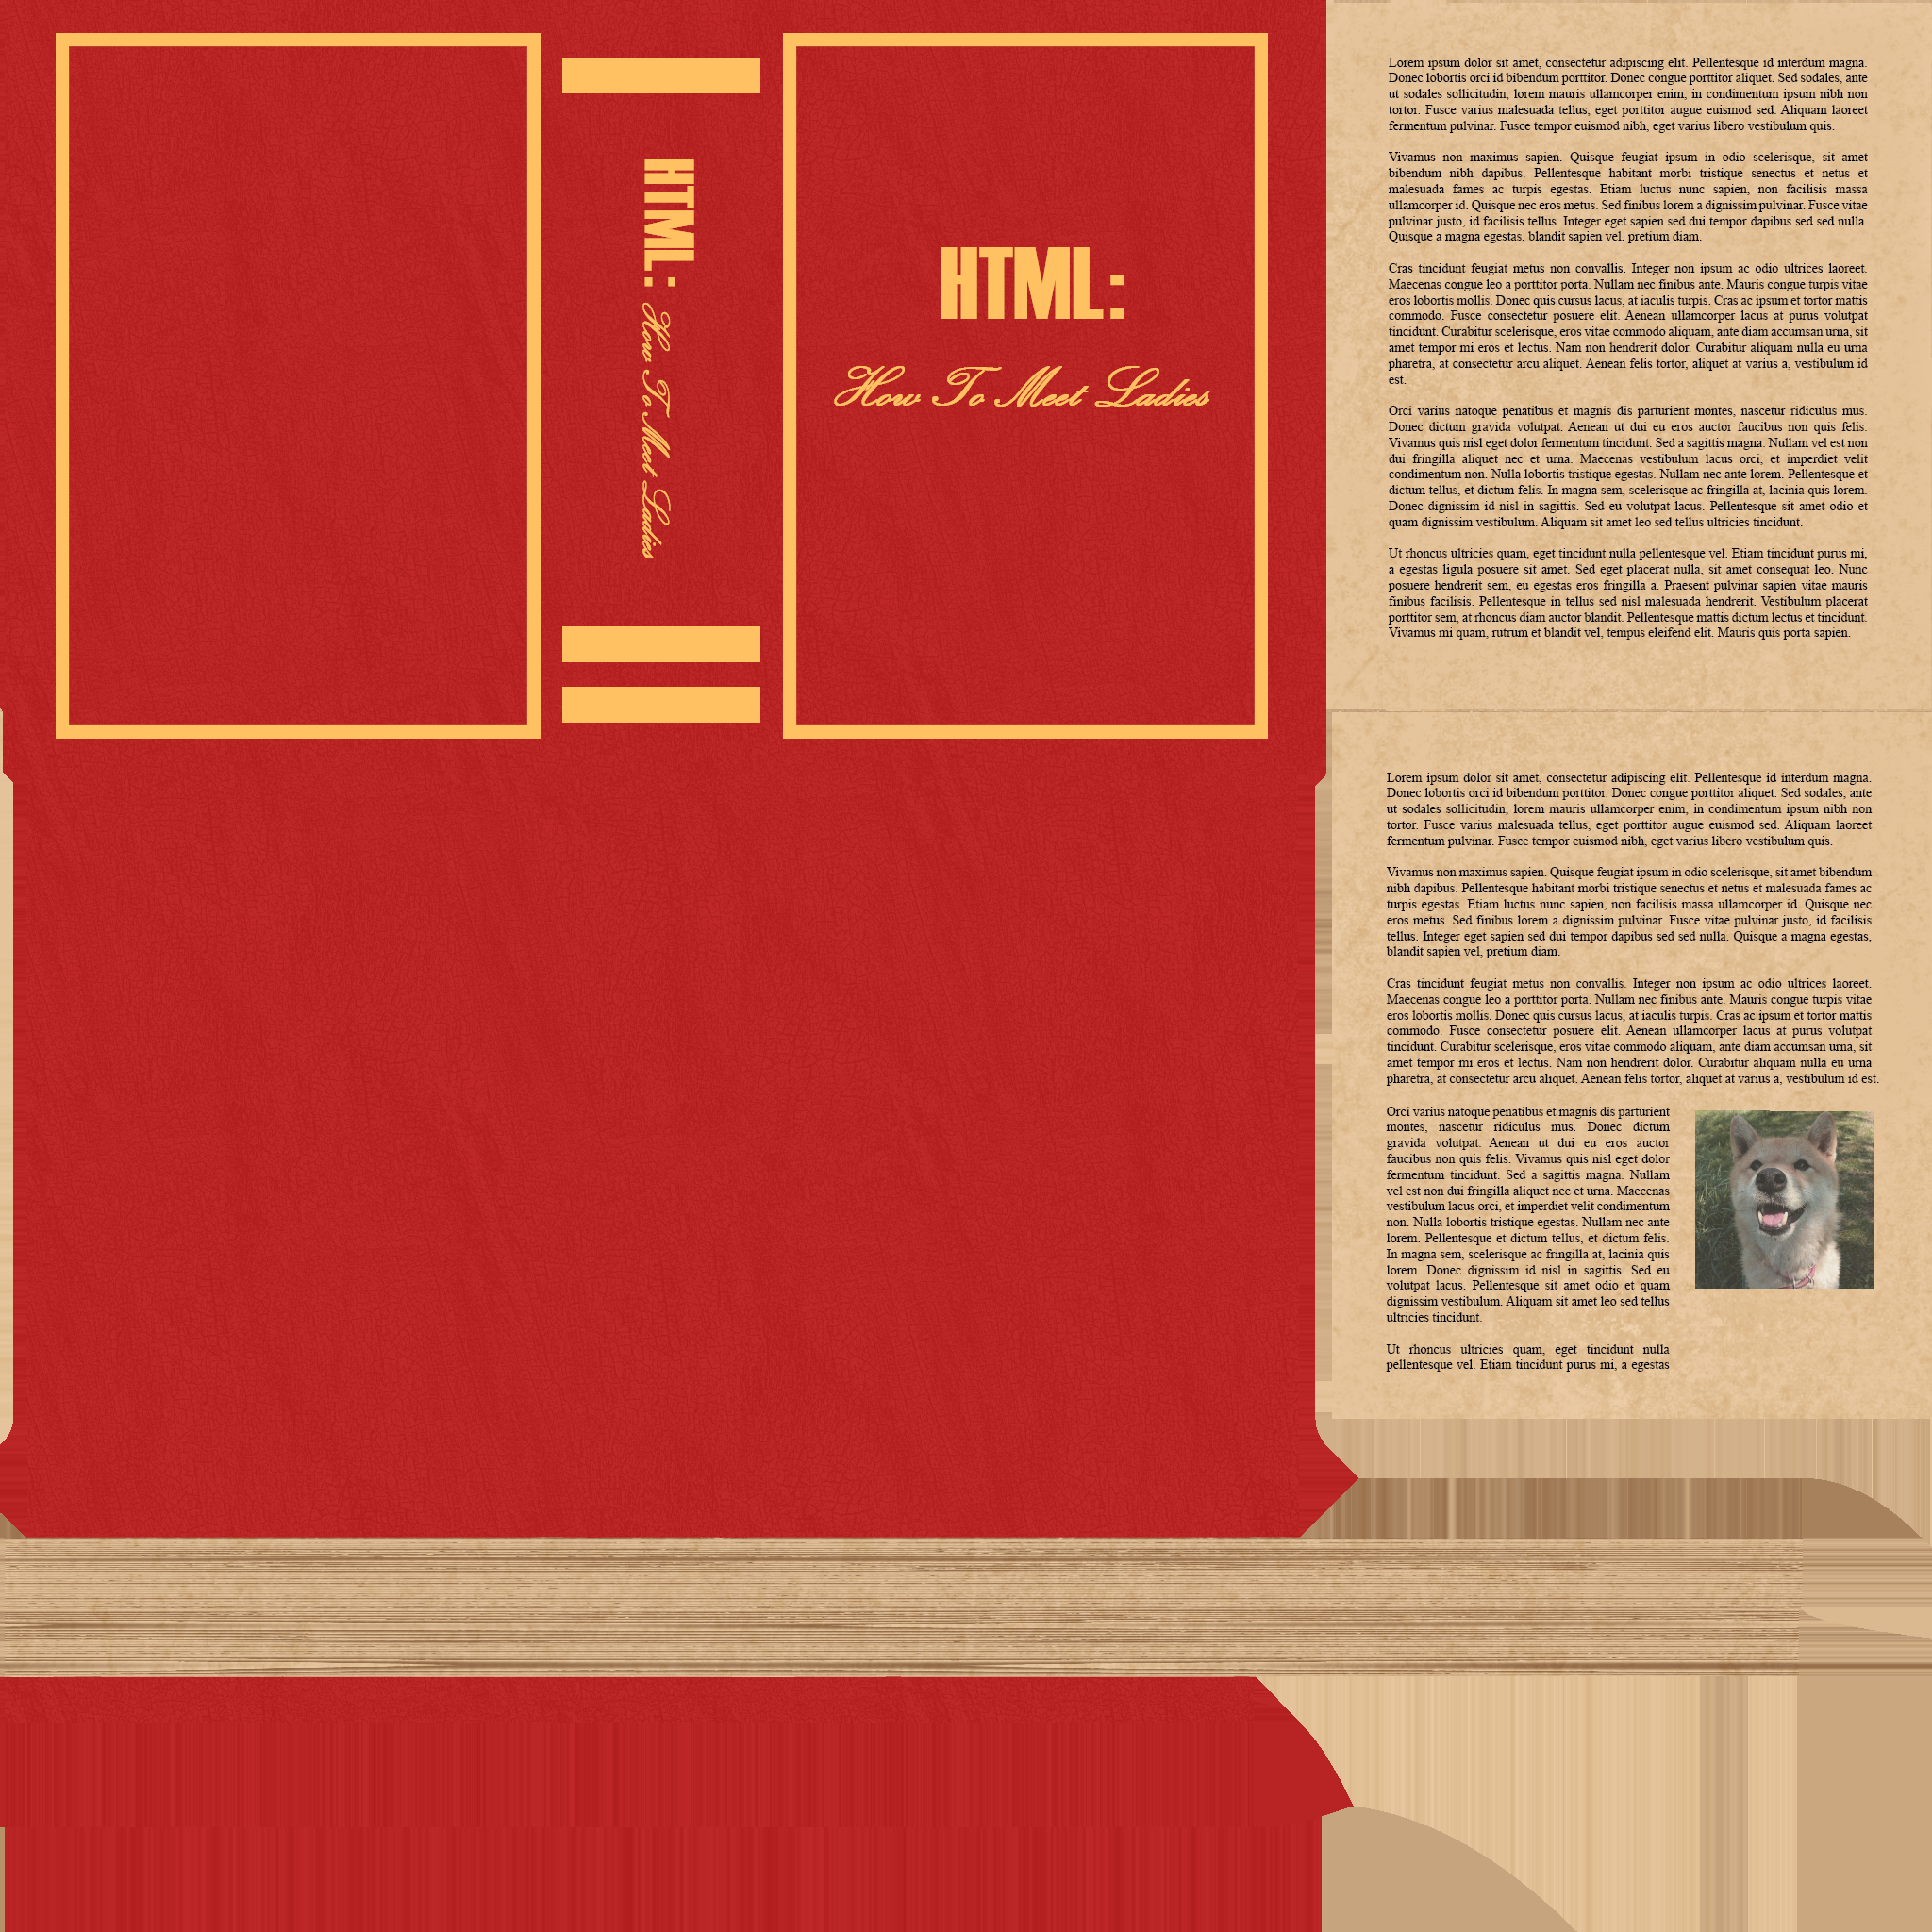 HTML: How To Meet Ladies
HTML:
How To Meet Ladies
Lorem ipsum dolor sit amet, consectetur adipiscing elit. Pellentesque id interdum magna.
Donec lobortis orci id bibendum porttitor. Donec congue porttitor aliquet. Sed sodales, ante
ut sodales sollicitudin, lorem mauris ullamcorper enim, in condimentum ipsum nibh non
tortor. Fusce varius malesuada tellus, eget porttitor augue euismod sed. Aliquam laoreet
fermentum pulvinar. Fusce tempor euismod nibh, eget varius libero vestibulum quis.
Vivamus non maximus sapien. Quisque feugiat ipsum in odio scelerisque, sit amet
bibendum nibh dapibus. Pellentesque habitant morbi tristique senectus et netus et
malesuada fames ac turpis egestas. Etiam luctus nunc sapien, non facilisis massa
ullamcorper id. Quisque nec eros metus. Sed finibus lorem a dignissim pulvinar. Fusce vitae
pulvinar justo, id facilisis tellus. Integer eget sapien sed dui tempor dapibus sed sed nulla.
Quisque a magna egestas, blandit sapien vel, pretium diam.
Cras tincidunt feugiat metus non convallis. Integer non ipsum ac odio ultrices laoreet.
Maecenas congue leo a porttitor porta. Nullam nec finibus ante. Mauris congue turpis vitae
eros lobortis mollis. Donec quis cursus lacus, at iaculis turpis. Cras ac ipsum et tortor mattis
commodo. Fusce consectetur posuere elit. Aenean ullamcorper lacus at purus volutpat
tincidunt. Curabitur scelerisque, eros vitae commodo aliquam, ante diam accumsan urna, sit
amet tempor mi eros et lectus. Nam non hendrerit dolor. Curabitur aliquam nulla eu urna
pharetra, at consectetur arcu aliquet. Aenean felis tortor, aliquet at varius a, vestibulum id
est.
Orci varius natoque penatibus et magnis dis parturient montes, nascetur ridiculus mus.
Donec dictum gravida volutpat. Aenean ut dui eu eros auctor faucibus non quis felis.
Vivamus quis nisl eget dolor fermentum tincidunt. Sed a sagittis magna. Nullam vel est non
dui fringilla aliquet nec et urna. Maecenas vestibulum lacus orci, et imperdiet velit
condimentum non. Nulla lobortis tristique egestas. Nullam nec ante lorem. Pellentesque et
dictum tellus, et dictum felis. In magna sem, scelerisque ac fringilla at, lacinia quis lorem.
Donec dignissim id nisl in sagittis. Sed eu volutpat lacus. Pellentesque sit amet odio et
quam dignissim vestibulum. Aliquam sit amet leo sed tellus ultricies tincidunt.
Ut rhoncus ultricies quam, eget tincidunt nulla pellentesque vel. Etiam tincidunt purus mi,
a egestas ligula posuere sit amet. Sed eget placerat nulla, sit amet consequat leo. Nunc
posuere hendrerit sem, eu egestas eros fringilla a. Praesent pulvinar sapien vitae mauris
finibus facilisis. Pellentesque in tellus sed nisl malesuada hendrerit. Vestibulum placerat
porttitor sem, at rhoncus diam auctor blandit. Pellentesque mattis dictum lectus et tincidunt.
Vivamus mi quam, rutrum et blandit vel, tempus eleifend elit. Mauris quis porta sapien.
Lorem ipsum dolor sit amet, consectetur adipiscing elit. Pellentesque id interdum magna.
Donec lobortis orci id bibendum porttitor. Donec congue porttitor aliquet. Sed sodales, ante
ut sodales sollicitudin, lorem mauris ullamcorper enim, in condimentum ipsum nibh non
tortor. Fusce varius malesuada tellus, eget porttitor augue euismod sed. Aliquam laoreet
fermentum pulvinar. Fusce tempor euismod nibh, eget varius libero vestibulum quis.
Vivamus non maximus sapien. Quisque feugiat ipsum in odio scelerisque, sit amet bibendum
nibh dapibus. Pellentesque habitant morbi tristique senectus et netus et malesuada fames ac
turpis egestas. Etiam luctus nunc sapien, non facilisis massa ullamcorper id. Quisque nec
eros metus. Sed finibus lorem a dignissim pulvinar. Fusce vitae pulvinar justo, id facilisis
tellus. Integer eget sapien sed dui tempor dapibus sed sed nulla. Quisque a magna egestas,
blandit sapien vel, pretium diam.
Cras tincidunt feugiat metus non convallis. Integer non ipsum ac odio ultrices laoreet.
Maecenas congue leo a porttitor porta. Nullam nec finibus ante. Mauris congue turpis vitae
eros lobortis mollis. Donec quis cursus lacus, at iaculis turpis. Cras ac ipsum et tortor mattis
commodo. Fusce consectetur posuere elit. Aenean ullamcorper lacus at purus volutpat
tincidunt. Curabitur scelerisque, eros vitae commodo aliquam, ante diam accumsan urna, sit
amet tempor mi eros et lectus. Nam non hendrerit dolor. Curabitur aliquam nulla eu urna
pharetra, at consectetur arcu aliquet. Aenean felis tortor, aliquet at varius a, vestibulum id est.
Orci varius natoque penatibus et magnis dis parturient
montes, nascetur ridiculus mus. Donec dictum
gravida volutpat. Aenean ut dui eu eros auctor
faucibus non quis felis. Vivamus quis nisl eget dolor
fermentum tincidunt. Sed a sagittis magna. Nullam
vel est non dui fringilla aliquet nec et urna. Maecenas
vestibulum lacus orci, et imperdiet velit condimentum
non. Nulla lobortis tristique egestas. Nullam nec ante
lorem. Pellentesque et dictum tellus, et dictum felis.
In magna sem, scelerisque ac fringilla at, lacinia quis
lorem. Donec dignissim id nisl in sagittis. Sed eu
volutpat lacus. Pellentesque sit amet odio et quam
dignissim vestibulum. Aliquam sit amet leo sed tellus
ultricies tincidunt.
Ut rhoncus ultricies quam, eget tincidunt nulla
pellentesque vel. Etiam tincidunt purus mi, a egestas